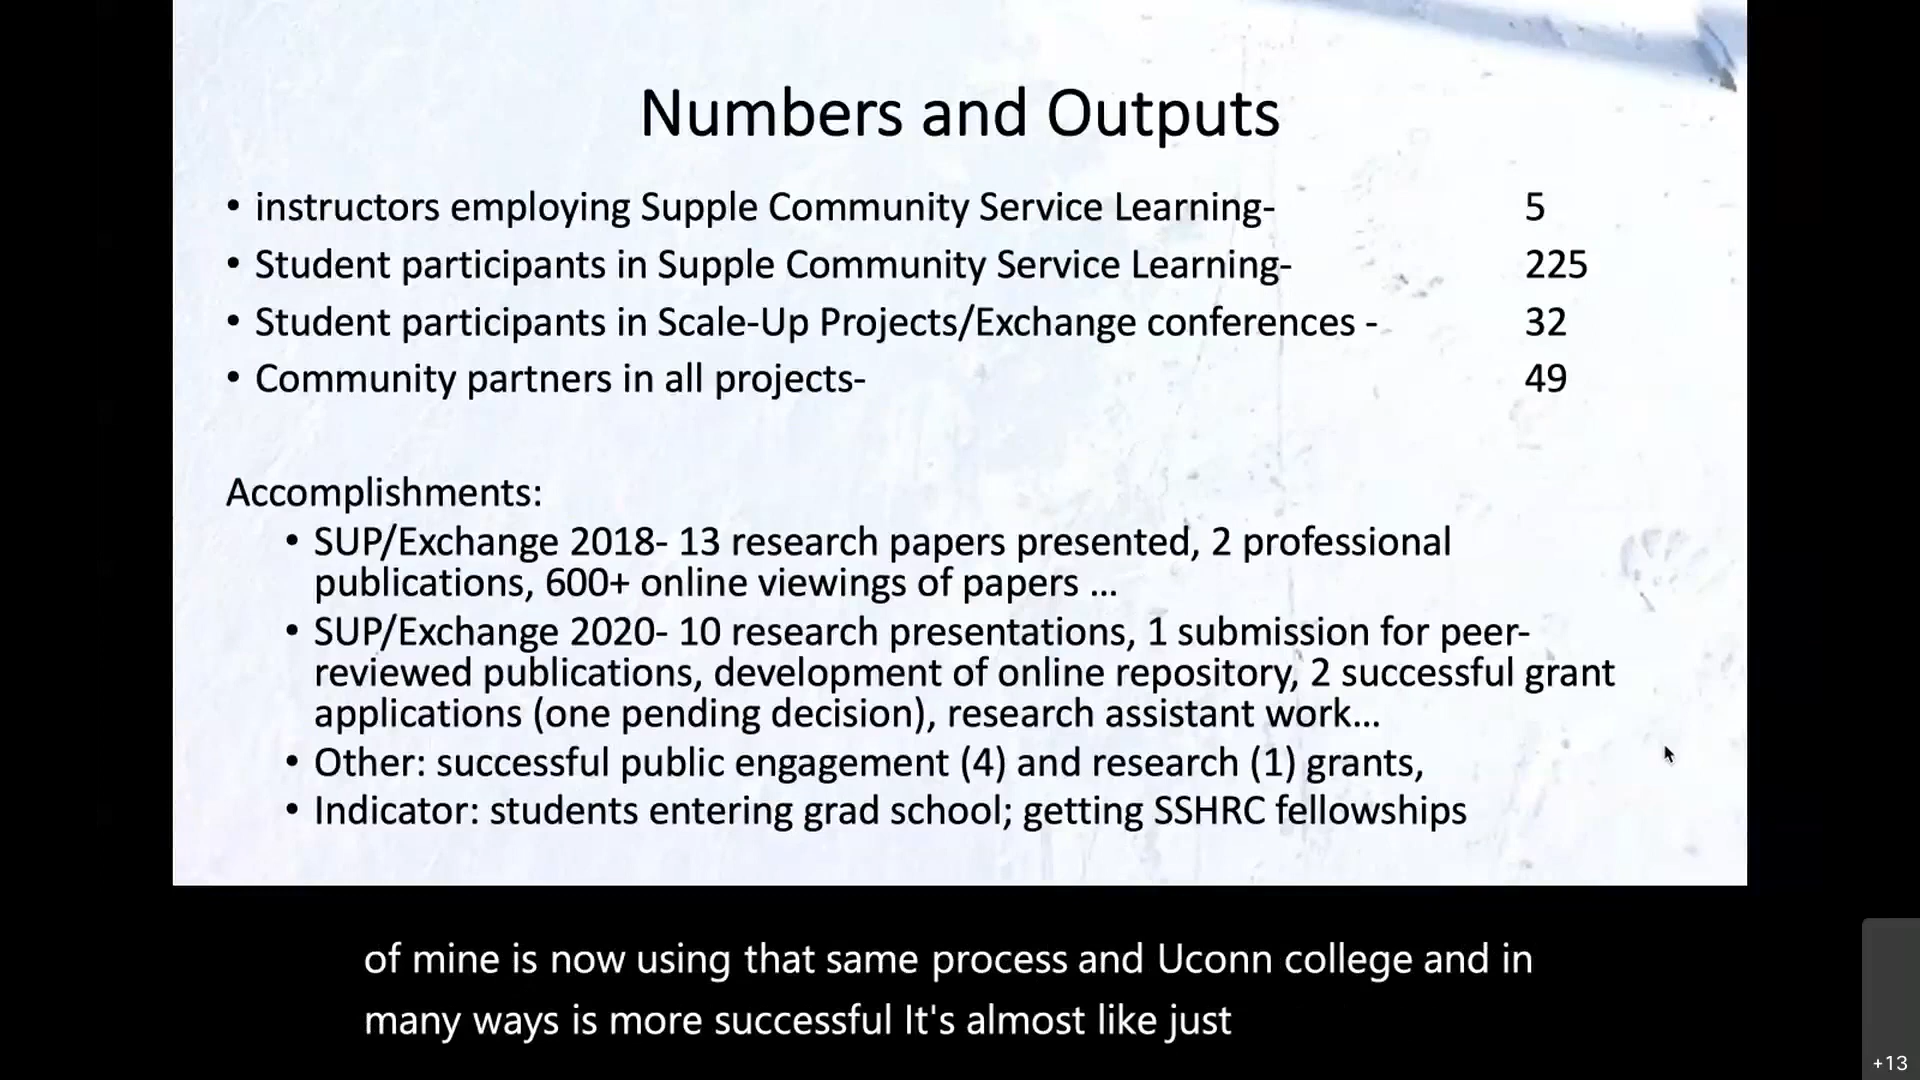 Numbers and Outputs
• instructors employing Supple Community Service Learning- 5
• Student participants in Supple Community Service Learning- 225
• Student participants in Scale-Up Projects/Exchange conferences - 32
• Community partners in all projects- 49
Accomplishments:
• SUP/Exchange 2018- 13 research papers presented, 2 professional
publications, 600+ online viewings of papers ...
• SUP/Exchange 2020- 10 research presentations, 1 submission for peer-
reviewed publications, development of online repository, 2 successful grant
applications (one pending decision), research assistant work...
• Other: successful public engagement (4) and research (1) grants,
• Indicator: students entering grad school; getting SSHRC fellowships
of mine is now using that same process and Uconn college and in
many ways is more successful It's almost like just
+13